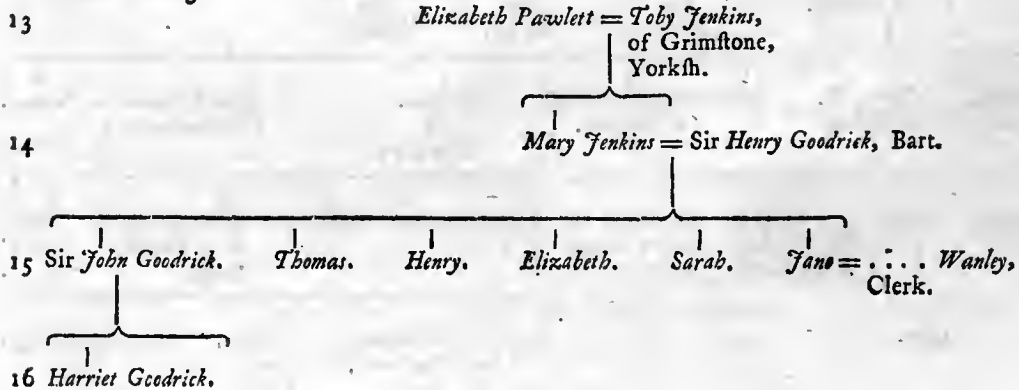 13 Elizabeth Pawlett = Toby Jenkins,
of Grimſtone,
Yorkſh.
14 Mary Jenkins = Sir Henry Goodrick, Bart.
15 Sir John Goodrick. Thomas. Henry. Elizabeth. Sarah. Jane = .... Wanley,
Clerk.
16 Harriet Goodrick.